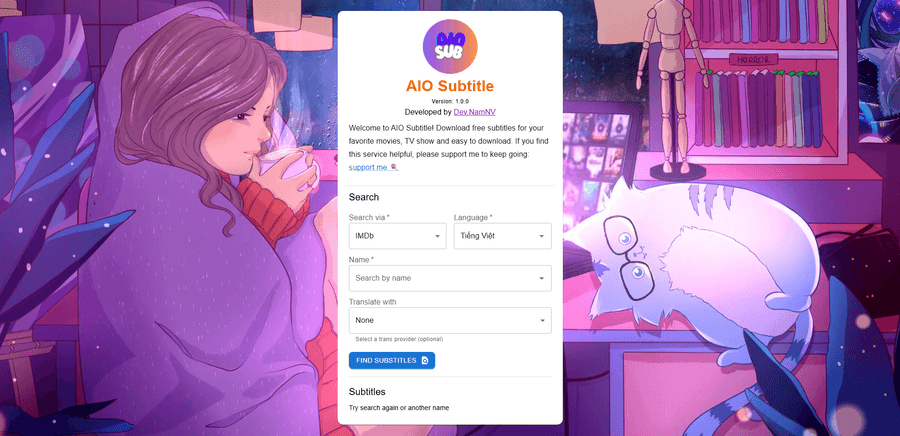 AIO
SUB
AIO Subtitle
Version: 1.0.0
Developed by Dev.NamNV
Welcome to AIO Subtitle! Download free subtitles for your
favorite movies, TV show and easy to download. If you find
this service helpful, please support me to keep going:
support me
Search
Search via *
Language *
IMDb
Tiếng Việt
Name *
Search by name
Translate with
None
Select a trans provider (optional)
FIND SUBSTITLES
Subtitles
Try search again or another name
HORROR